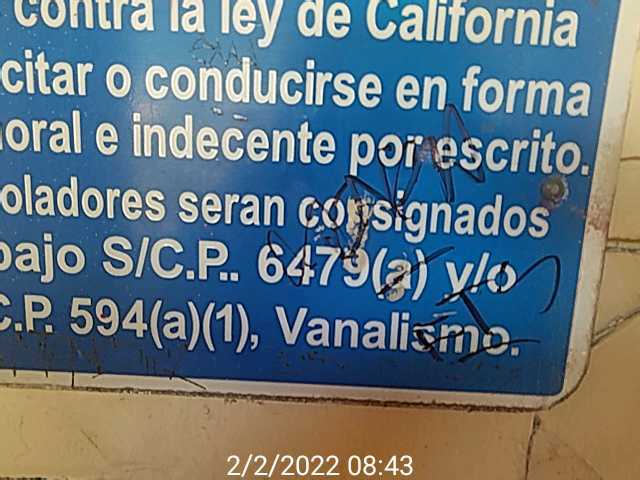 contra la ley de California
citar o conducirse en forma
oral e indecente por escrito.
oladores seran consignados
bajo S/C.P.. 6479(a) y/o
C.P. 594(a)(1), Vanalismo.
2/2/2022 08:43